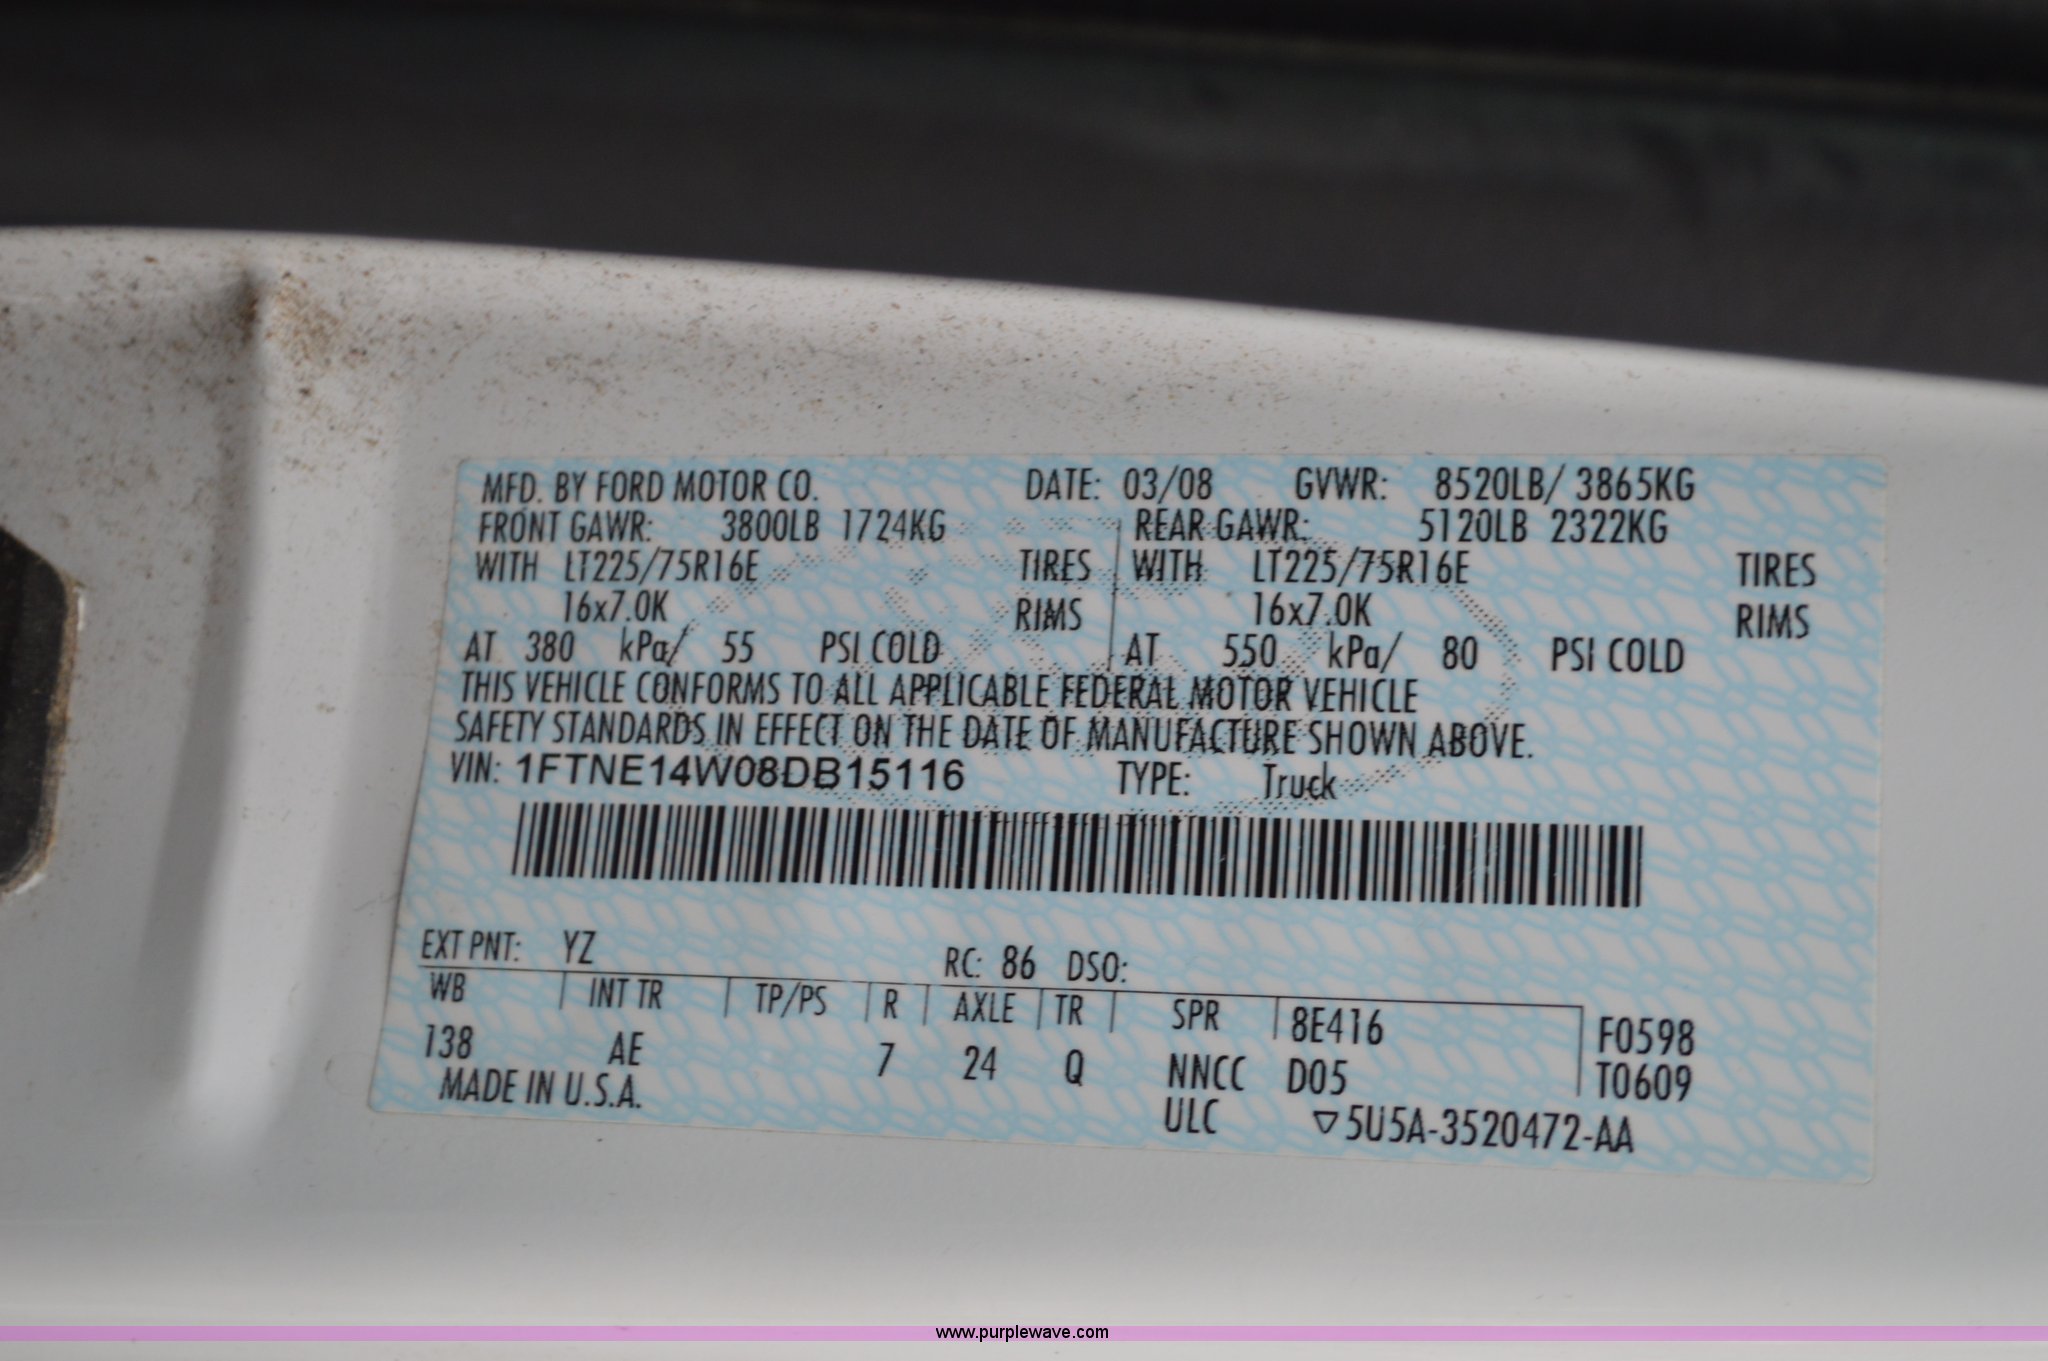 MFD. BY FORD MOTOR CO. DATE: 03/08 GVWR: 8520LB/ 3865KG
FRONT GAWR: 3800LB 1724KG REAR GAWR: 5120LB 2322KG
WITH LT225/75R16E TIRES WITH LT225/75R16E TIRES
16x7.0K RIMS 16x7.0K RIMS
AT 380 kPa/ 55 PSI COLD AT 550 kPa/ 80 PSI COLD
THIS VEHICLE CONFORMS TO ALL APPLICABLE FEDERAL MOTOR VEHICLE
SAFETY STANDARDS IN EFFECT ON THE DATE OF MANUFACTURE SHOWN ABOVE.
VIN: 1FTNE14W08DB15116 TYPE: Truck
EXT PNT: YZ RC: 86 DSO:
WB INT TR TP/PS R AXLE TR SPR 8E416 F0598
138 AE 7 24 Q NNCC D05 T0609
MADE IN U.S.A. ULC ▽5U5A-3520472-AA
www.purplewave.com